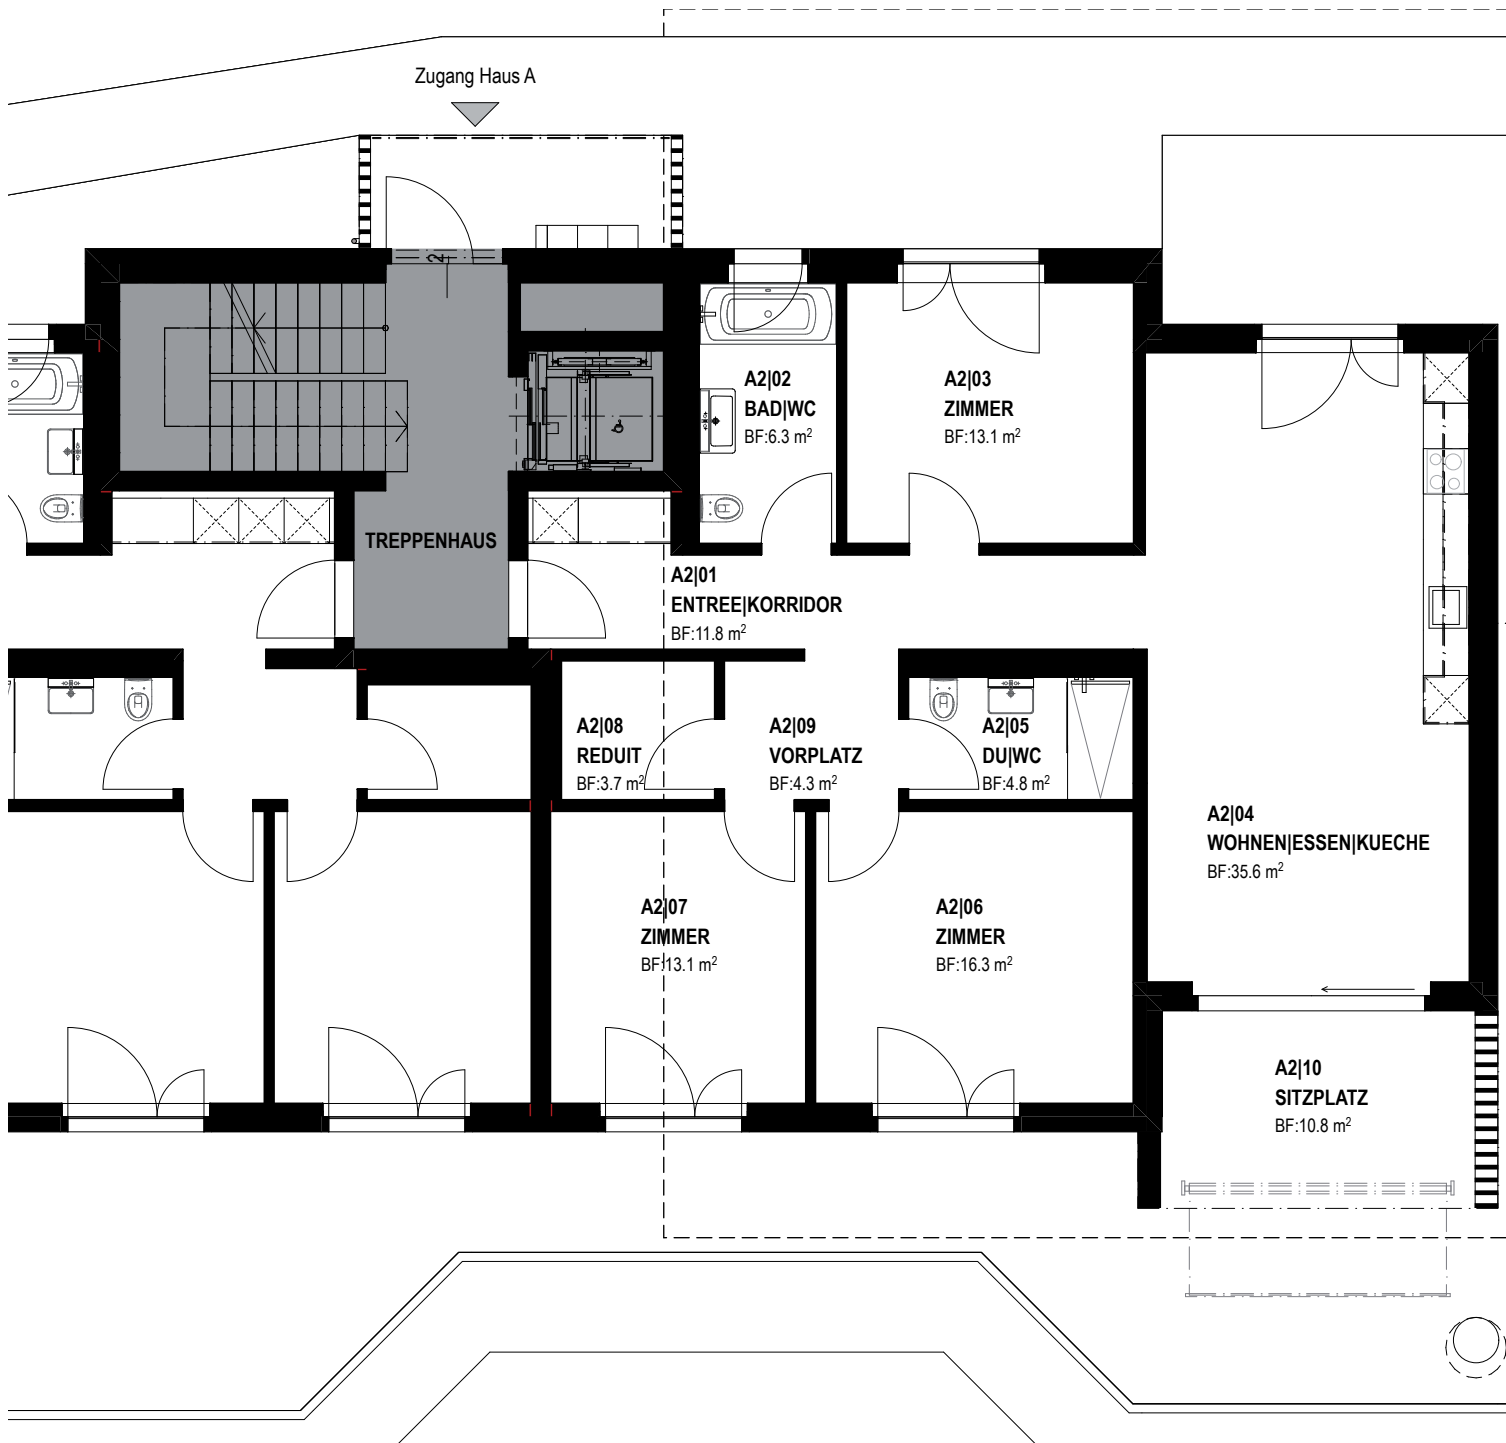 Zugang Haus A
2
A2|02
BAD|WC
BF:6.3 m²
A2|03
ZIMMER
BF:13.1 m²
TREPPENHAUS
A2|01
ENTREE|KORRIDOR
BF:11.8 m²
A2|08
REDUIT
BF:3.7 m²
A2|09
VORPLATZ
BF:4.3 m²
A2|05
DU|WC
BF:4.8 m²
A2|04
WOHNEN|ESSEN|KUECHE
BF:35.6 m²
A2|07
ZIMMER
BF:13.1 m²
A2|06
ZIMMER
BF:16.3 m²
A2|10
SITZPLATZ
BF:10.8 m²